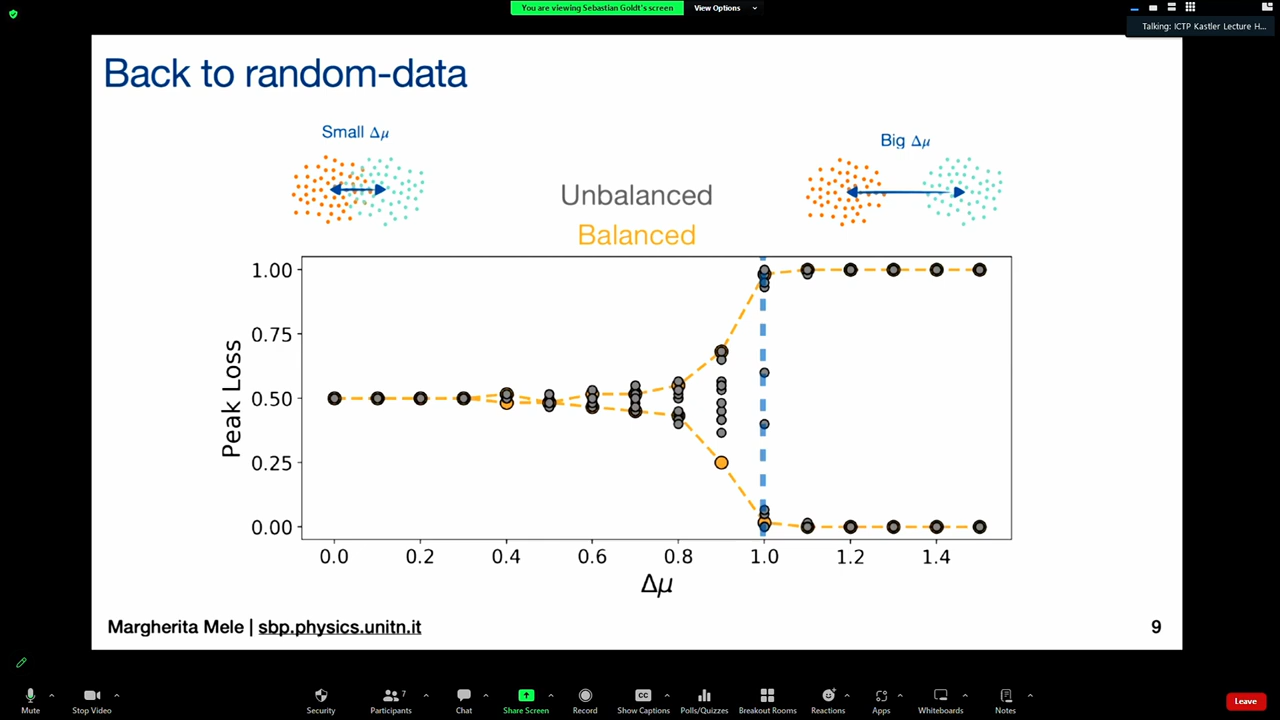 You are viewing Sebastian Goldt's screen
View Options
Talking: ICTP Kastler Lecture H...
Back to random-data
Small Δμ
Big Δμ
Unbalanced
Balanced
Peak Loss
1.00
0.75
0.50
0.25
0.00
0.0 0.2 0.4 0.6 0.8 1.0 1.2 1.4
Δμ
Margherita Mele | sbp.physics.unitn.it
9
7
Mute
Stop Video
Security
Participants
Chat
Share Screen
Record
CC
Show Captions
Polls/Quizzes
Breakout Rooms
Reactions
Apps
Whiteboards
Notes
Leave